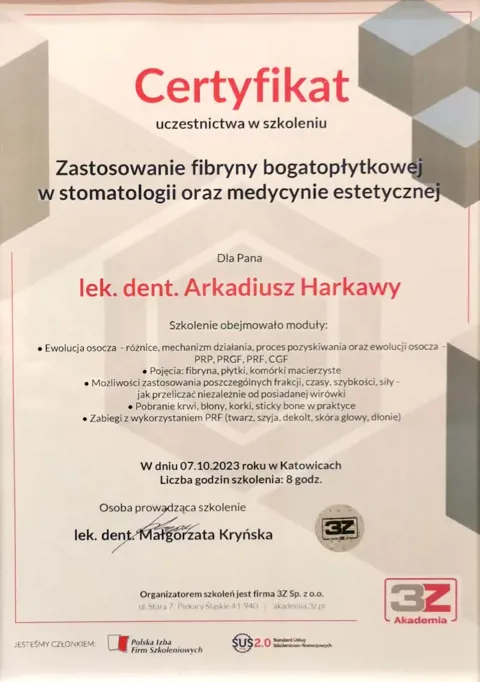 Certyfikat
uczestnictwa w szkoleniu
Zastosowanie fibryny bogatopłytkowej
w stomatologii oraz medycynie estetycznej
Dla Pana
lek. dent. Arkadiusz Harkawy
Szkolenie obejmowało moduły:
• Ewolucja osocza - różnice, mechanizm działania, proces pozyskiwania oraz ewolucji osocza -
PRP, PRGF, PRF, CGF
• Pojęcia: fibryna, płytki, komórki macierzyste
• Możliwości zastosowania poszczególnych frakcji, czasy, szybkości, siły -
jak przeliczać niezależnie od posiadanej wirówki
• Pobranie krwi, błony, korki, sticky bone w praktyce
• Zabiegi z wykorzystaniem PRF (twarz, szyja, dekolt, skóra głowy, dłonie)
W dniu 07.10.2023 roku w Katowicach
Liczba godzin szkolenia: 8 godz.
Osoba prowadząca szkolenie
lek. dent. Małgorzata Kryńska
3Z
Organizatorem szkoleń jest firma 3Z Sp. z o.o.
ul. Stara 7, Piekary Śląskie 41-940 | akademia.3z.pl
3Z
Akademia
JESTEŚMY CZŁONKIEM:
Polska Izba
Firm Szkoleniowych
SUS 2.0
Standard Usług
Szkoleniowo-Rozwojowych